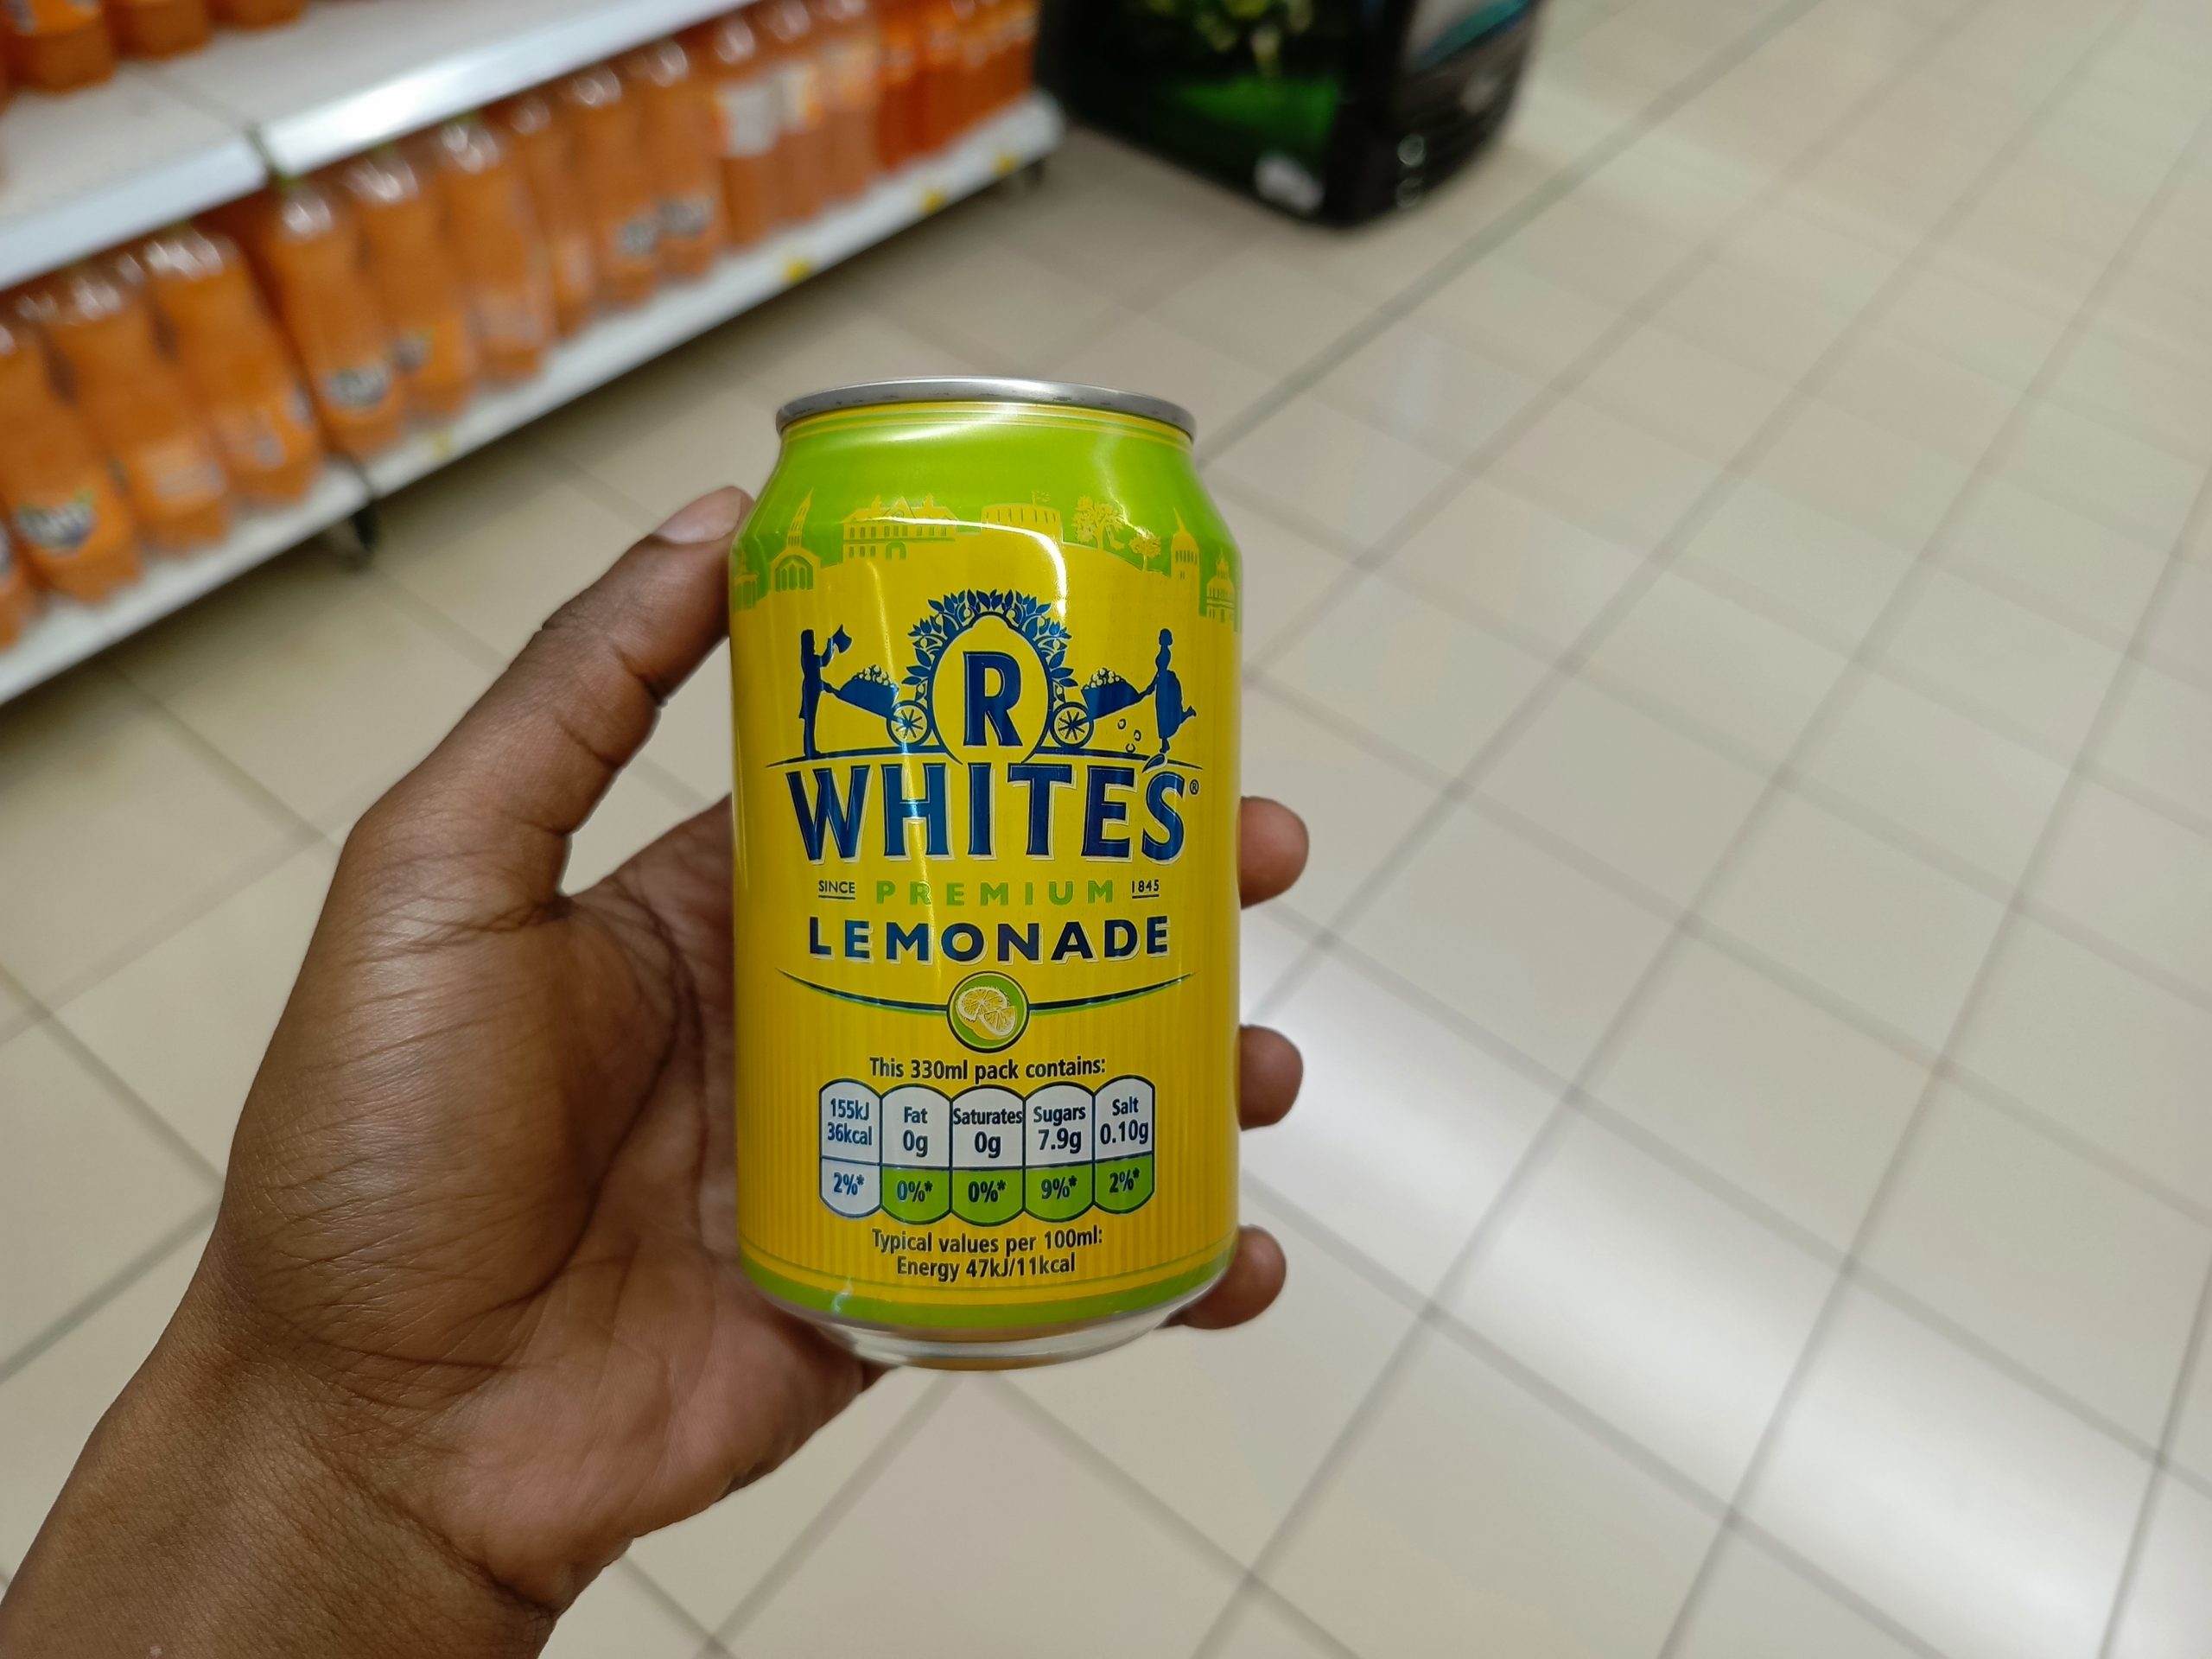 R
WHITE'S®
SINCE PREMIUM 1845
LEMONADE
This 330ml pack contains:
155kJ 36kcal 2%*
Fat 0g 0%*
Saturates 0g 0%*
Sugars 7.9g 9%*
Salt 0.10g 2%*
Typical values per 100ml:
Energy 47kJ/11kcal